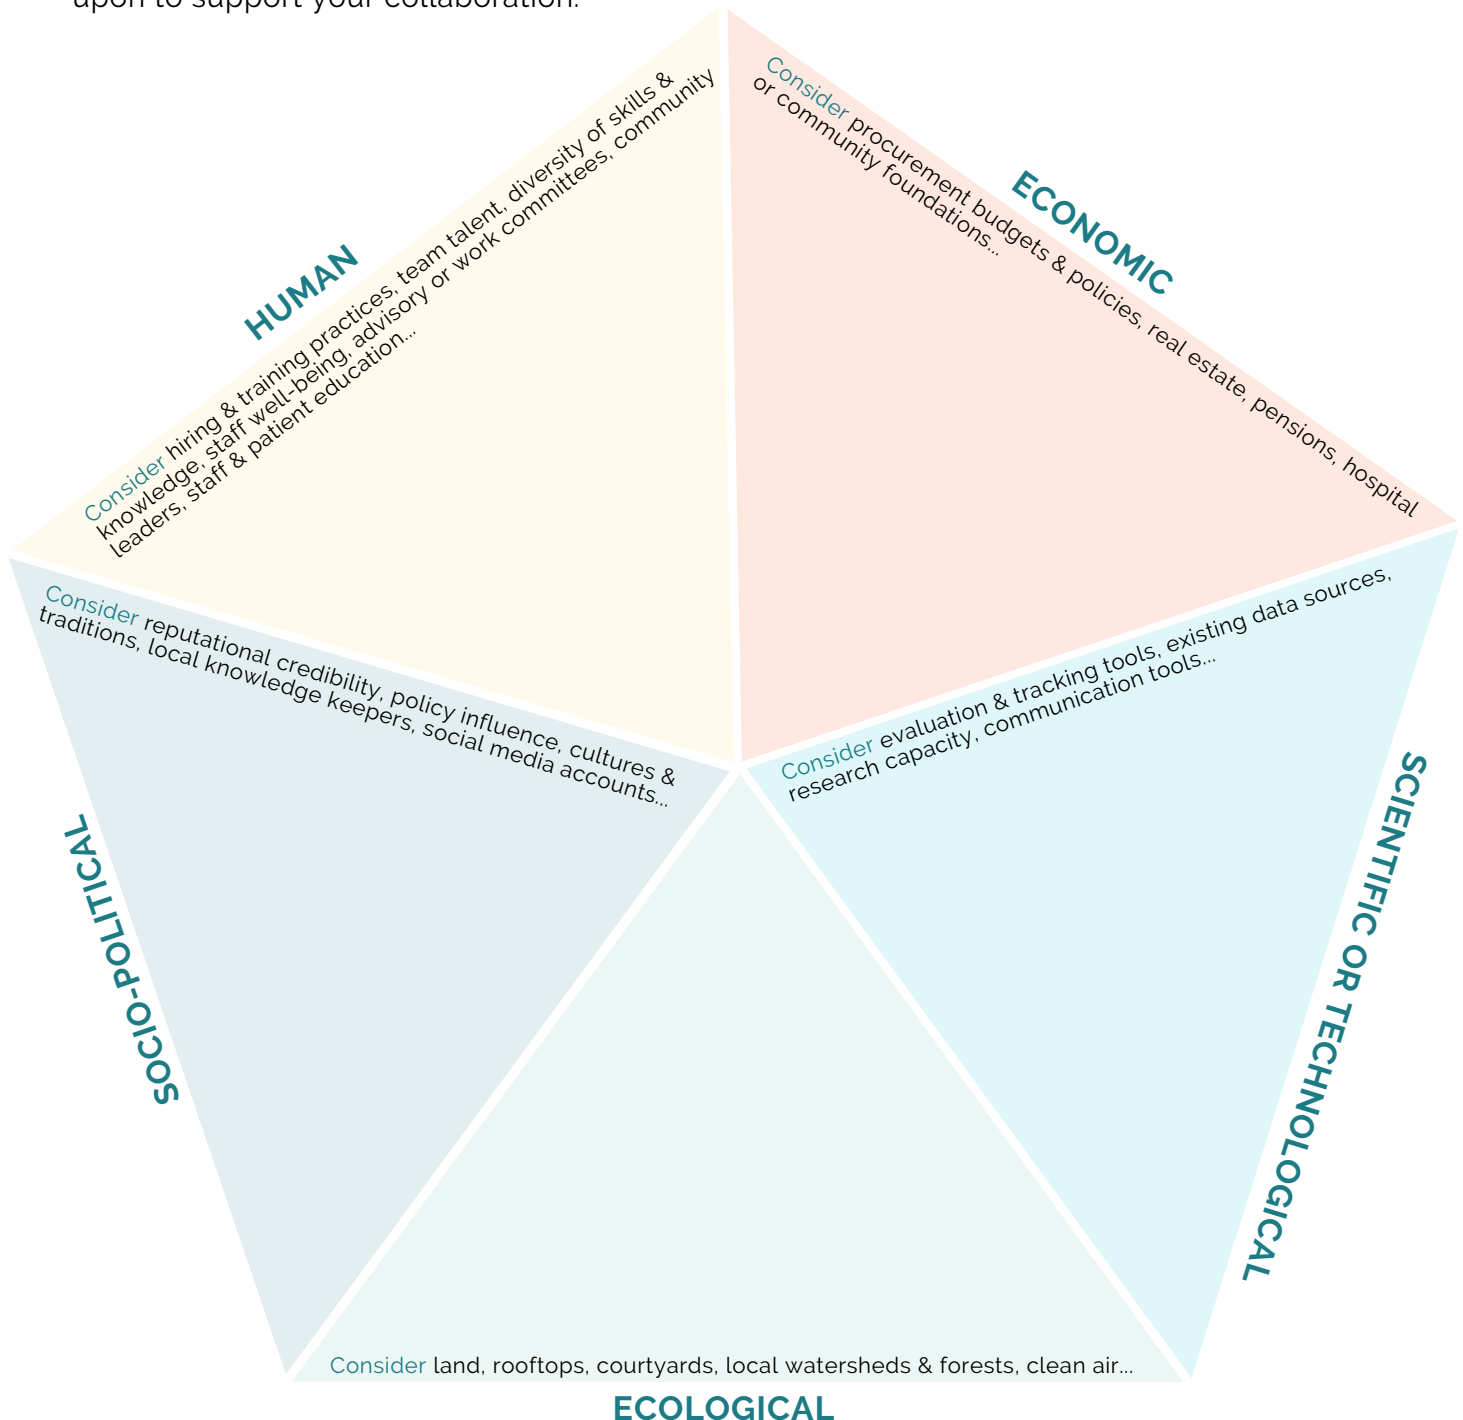 upon to support your collaboration.
HUMAN
Consider hiring & training practices, team talent, diversity of skills &
knowledge, staff well-being, advisory or work committees, community
leaders, staff & patient education...
ECONOMIC
Consider procurement budgets & policies, real estate, pensions, hospital
or community foundations...
SOCIO-POLITICAL
Consider reputational credibility, policy influence, cultures &
traditions, local knowledge keepers, social media accounts...
SCIENTIFIC OR TECHNOLOGICAL
Consider evaluation & tracking tools, existing data sources,
research capacity, communication tools...
Consider land, rooftops, courtyards, local watersheds & forests, clean air...
ECOLOGICAL